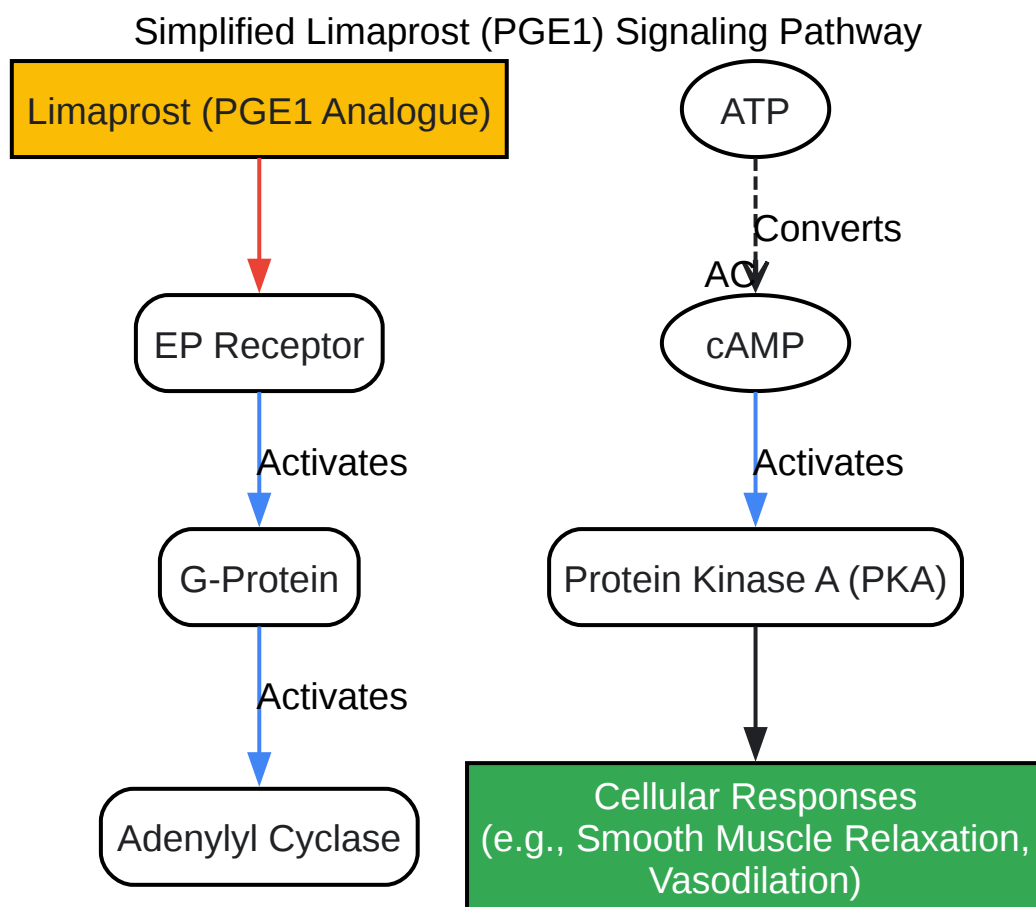 Simplified Limaprost (PGE1) Signaling Pathway
Limaprost (PGE1 Analogue)
EP Receptor
Activates
G-Protein
Activates
Adenylyl Cyclase
ATP
Converts
AC
cAMP
Activates
Protein Kinase A (PKA)
Cellular Responses
(e.g., Smooth Muscle Relaxation,
Vasodilation)